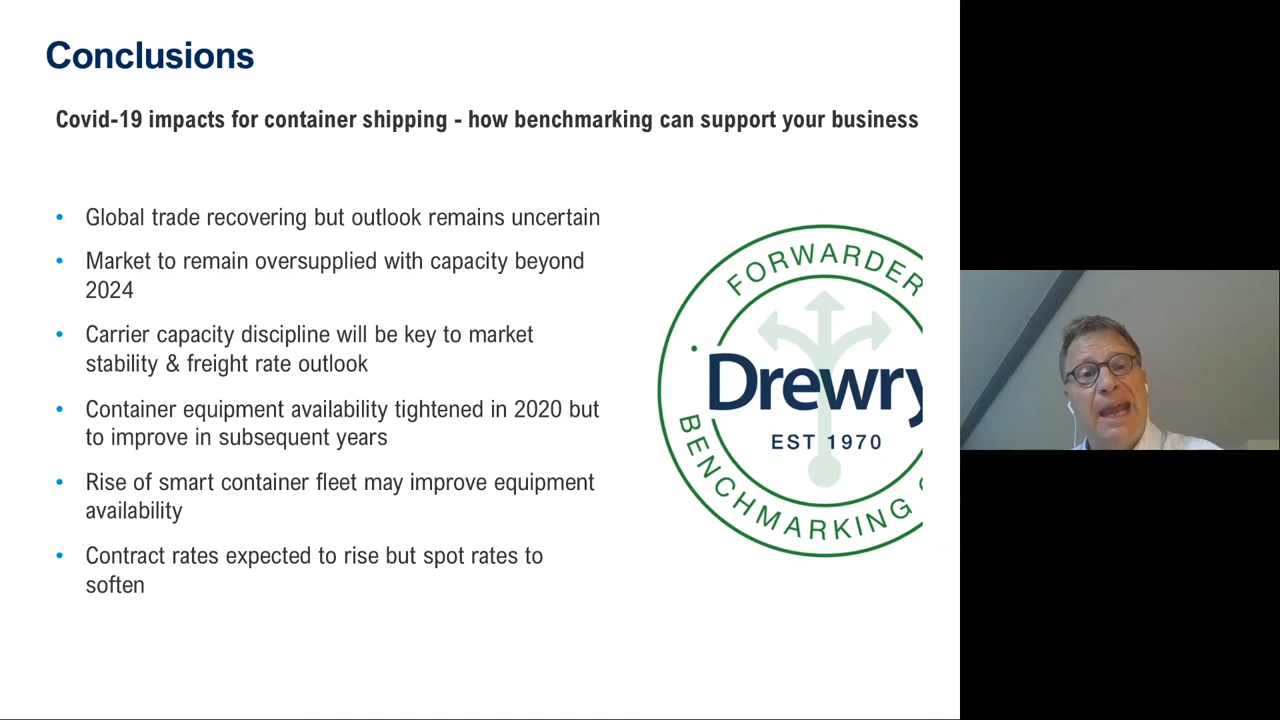 Conclusions
Covid-19 impacts for container shipping - how benchmarking can support your business
• Global trade recovering but outlook remains uncertain
• Market to remain oversupplied with capacity beyond
2024
• Carrier capacity discipline will be key to market
stability & freight rate outlook
• Container equipment availability tightened in 2020 but
to improve in subsequent years
• Rise of smart container fleet may improve equipment
availability
• Contract rates expected to rise but spot rates to
soften
FORWARDER
Drewry
EST 1970
BENCHMARKING